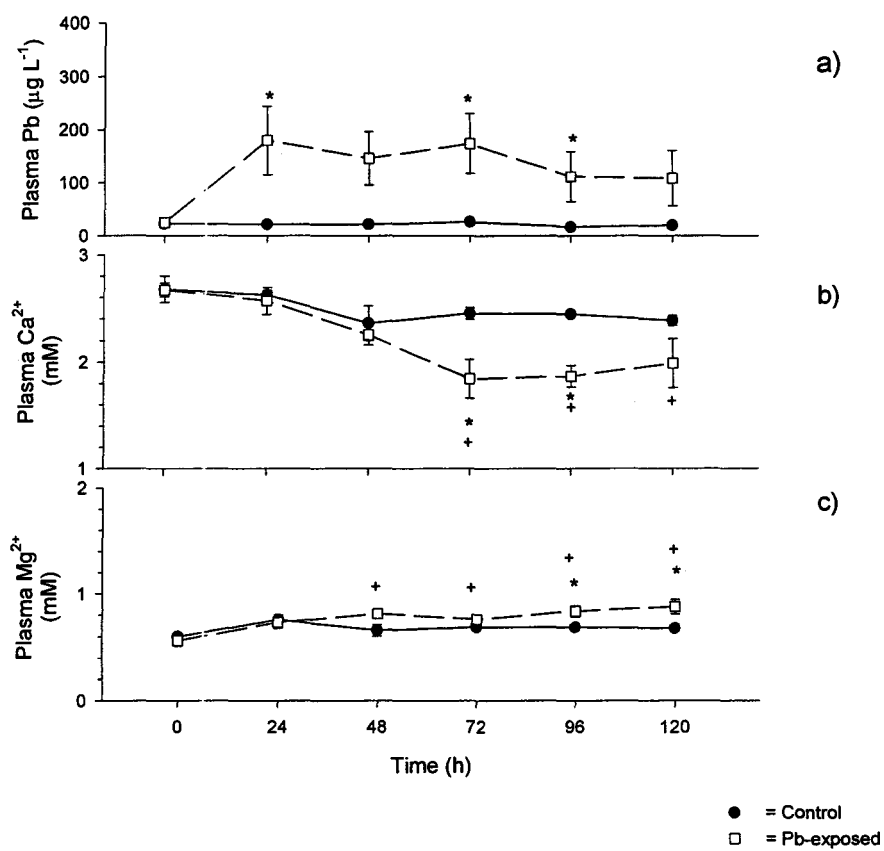 400
300
200
100
0
Plasma Pb (µg L⁻¹)
a)
*
*
*
3
2
1
Plasma Ca²⁺
(mM)
b)
*
+
*
+
+
2
1
0
Plasma Mg²⁺
(mM)
c)
+
+
+
*
+
*
0 24 48 72 96 120
Time (h)
● = Control
□ = Pb-exposed